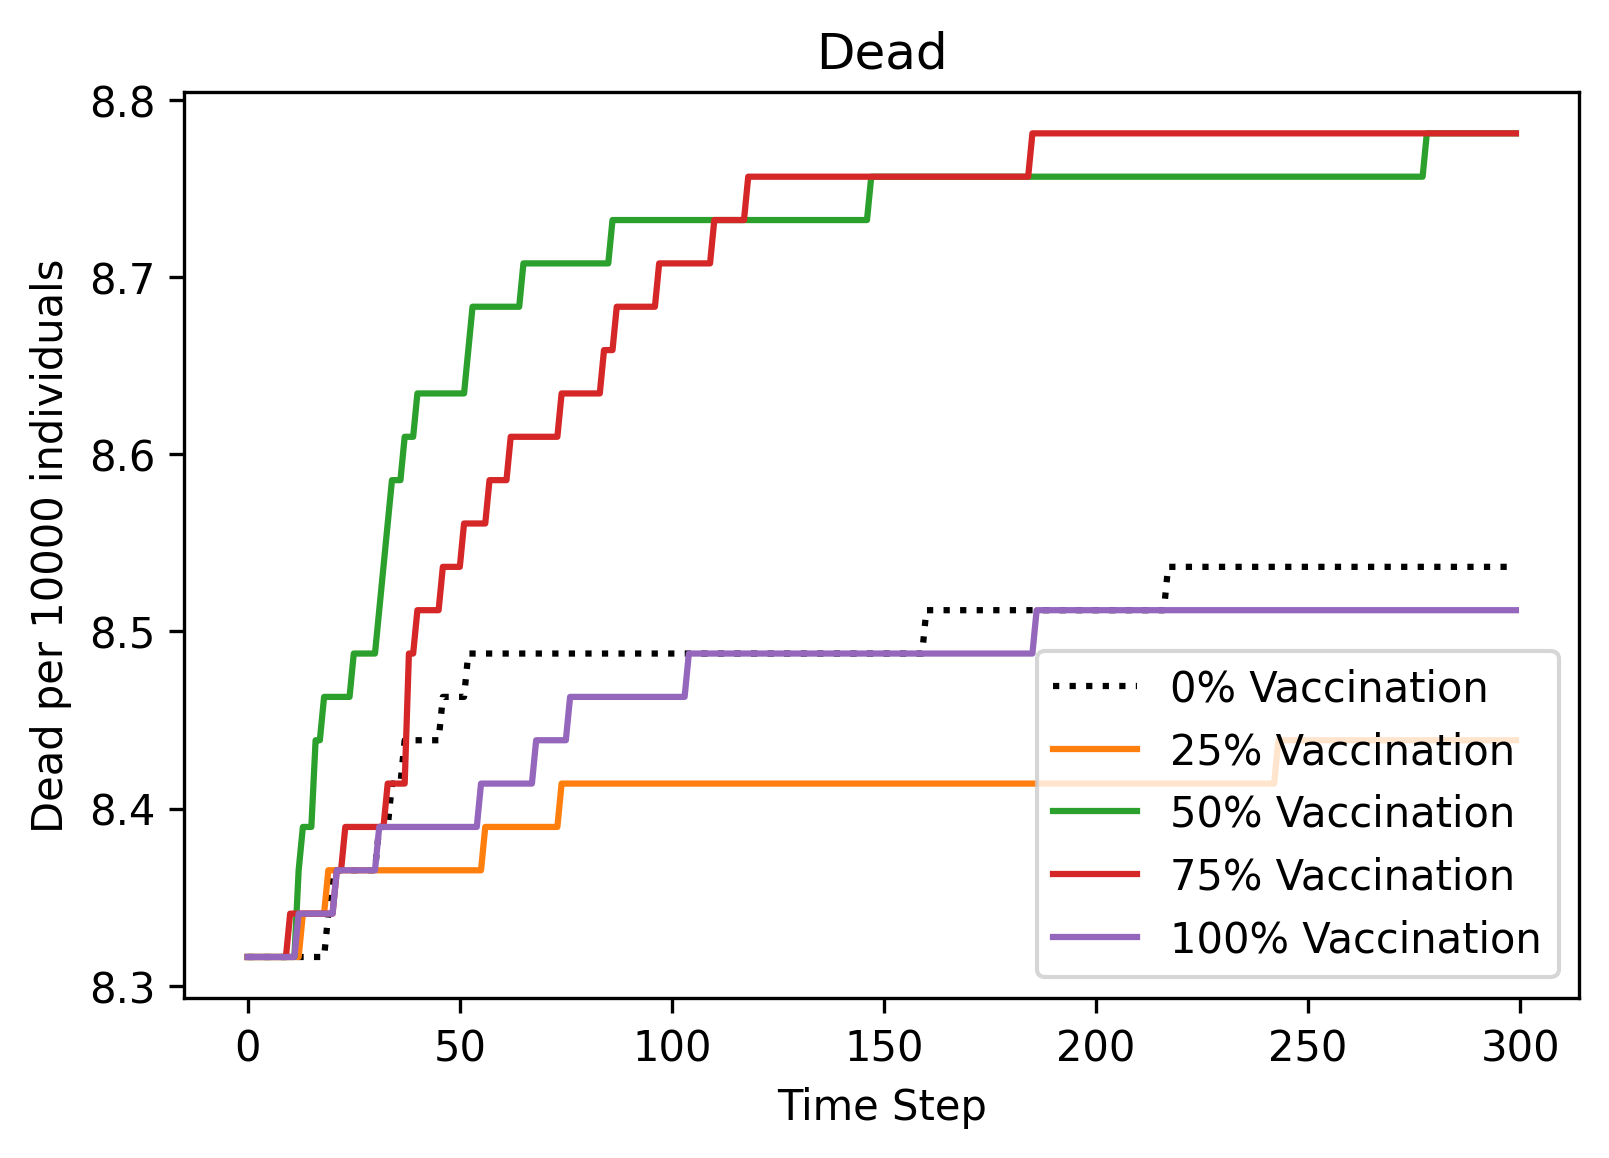 Dead
Dead per 10000 individuals
8.8
8.7
8.6
8.5
8.4
8.3
0% Vaccination
25% Vaccination
50% Vaccination
75% Vaccination
100% Vaccination
0 50 100 150 200 250 300
Time Step